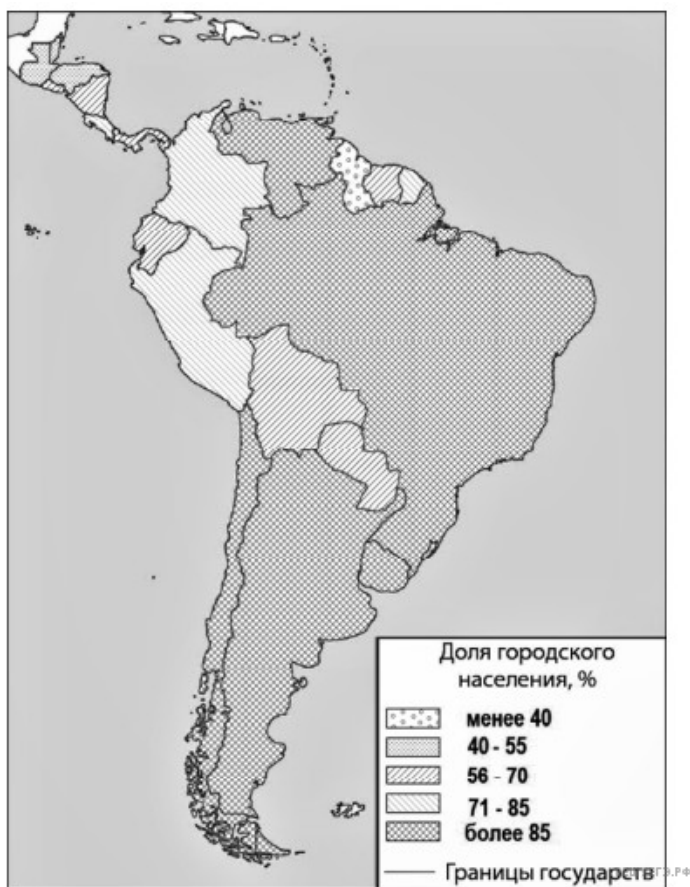 Доля городского
населения, %
менее 40
40 - 55
56 - 70
71 - 85
более 85
Границы государств